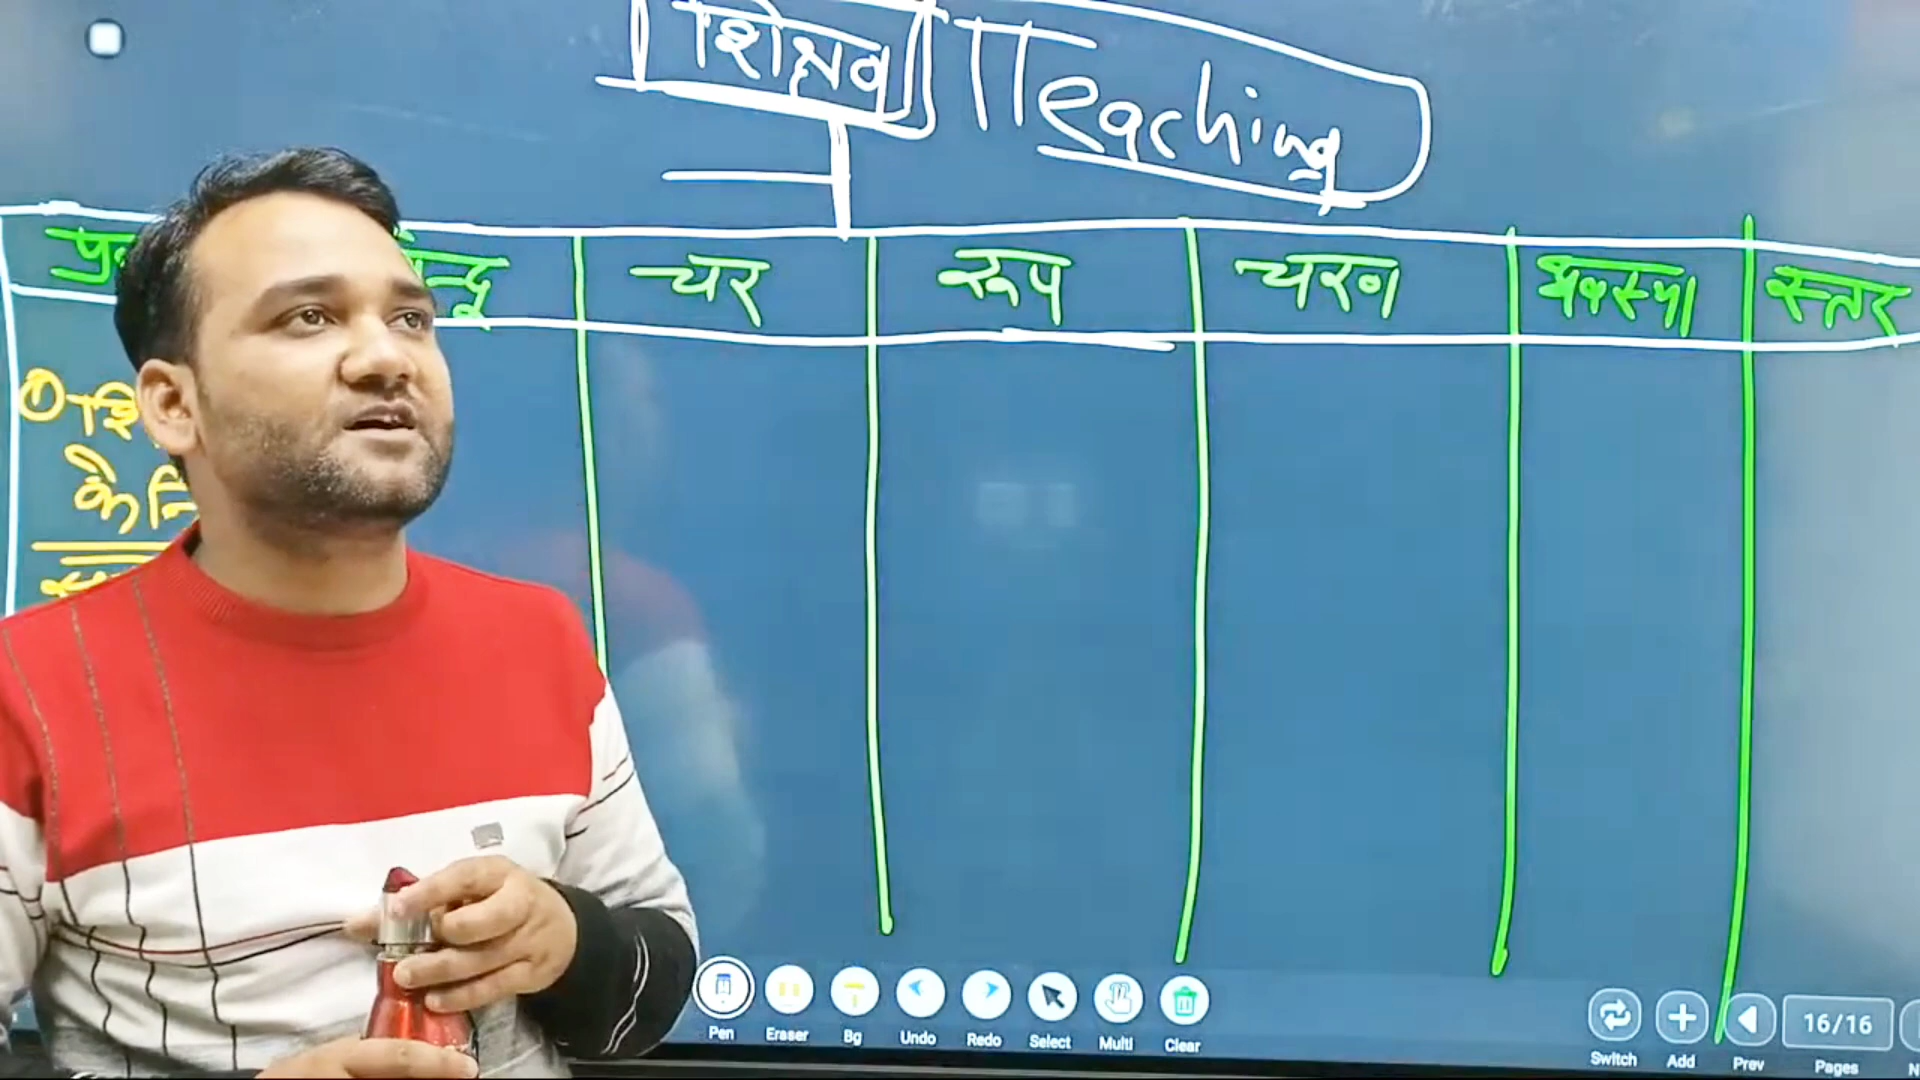 शिक्षण Teaching
चर रूप चरण अवस्था स्तर
①
के
Pen Eraser Bg Undo Redo Select Multi Clear Switch Add Prev 16/16 Pages